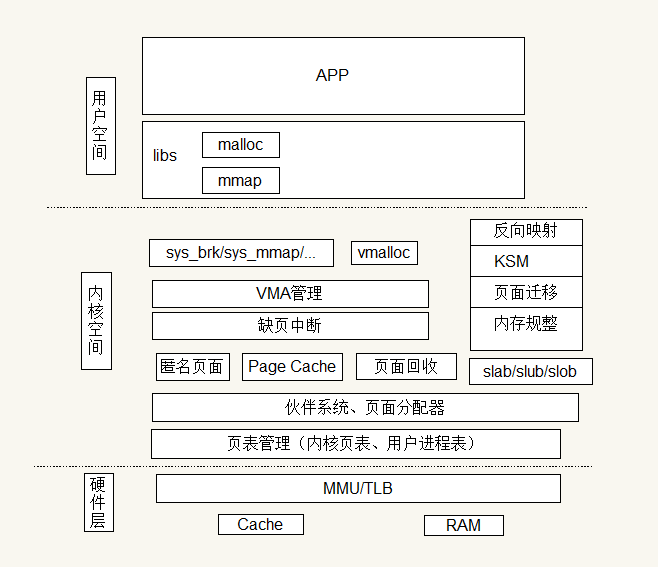 用户空间
APP
libs
malloc
mmap
内核空间
sys_brk/sys_mmap/...
vmalloc
VMA管理
缺页中断
反向映射
KSM
页面迁移
内存规整
匿名页面
Page Cache
页面回收
slab/slub/slob
伙伴系统、页面分配器
页表管理（内核页表、用户进程表）
硬件层
MMU/TLB
Cache
RAM